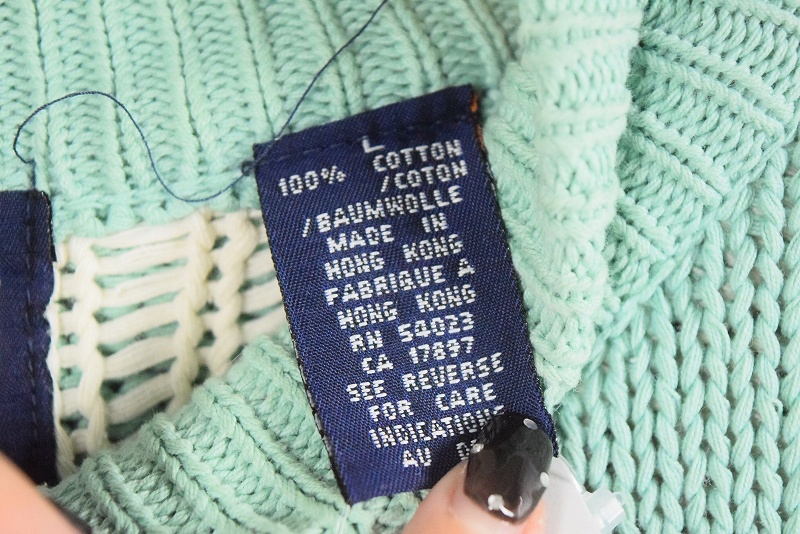 L
100% COTTON
/COTON
/BAUMWOLLE
MADE IN
HONG KONG
FABRIQUE A
HONG KONG
RN 54023
CA 17897
SEE REVERSE
FOR CARE
INDICATIONS
AU